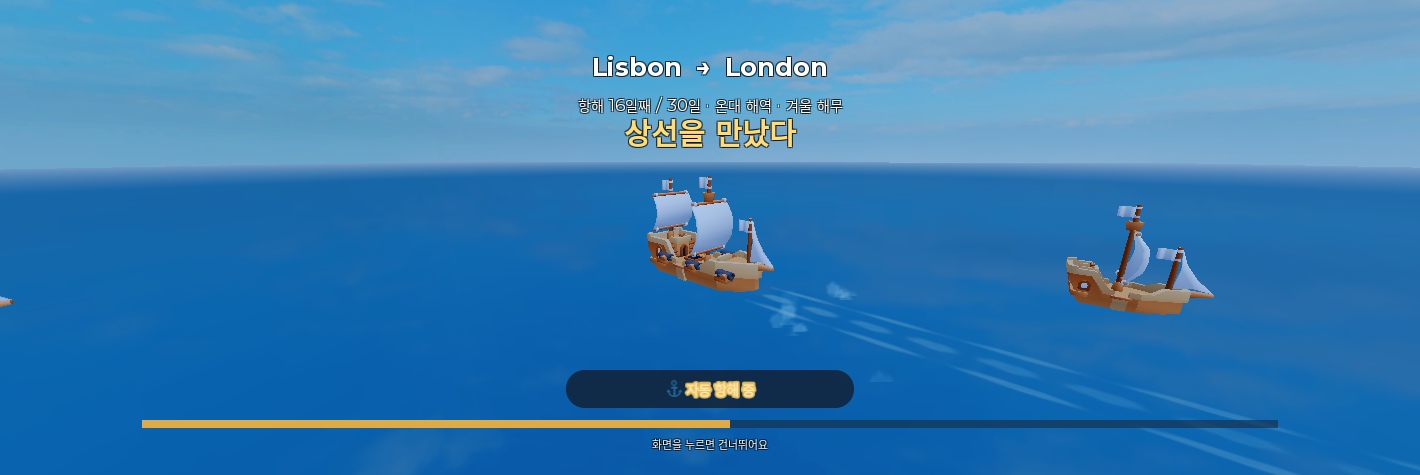 Lisbon → London
항해 16일째 / 30일 · 온대 해역 · 겨울 해무
상선을 만났다
⚓ 자동 항해 중
화면을 누르면 건너뛰어요